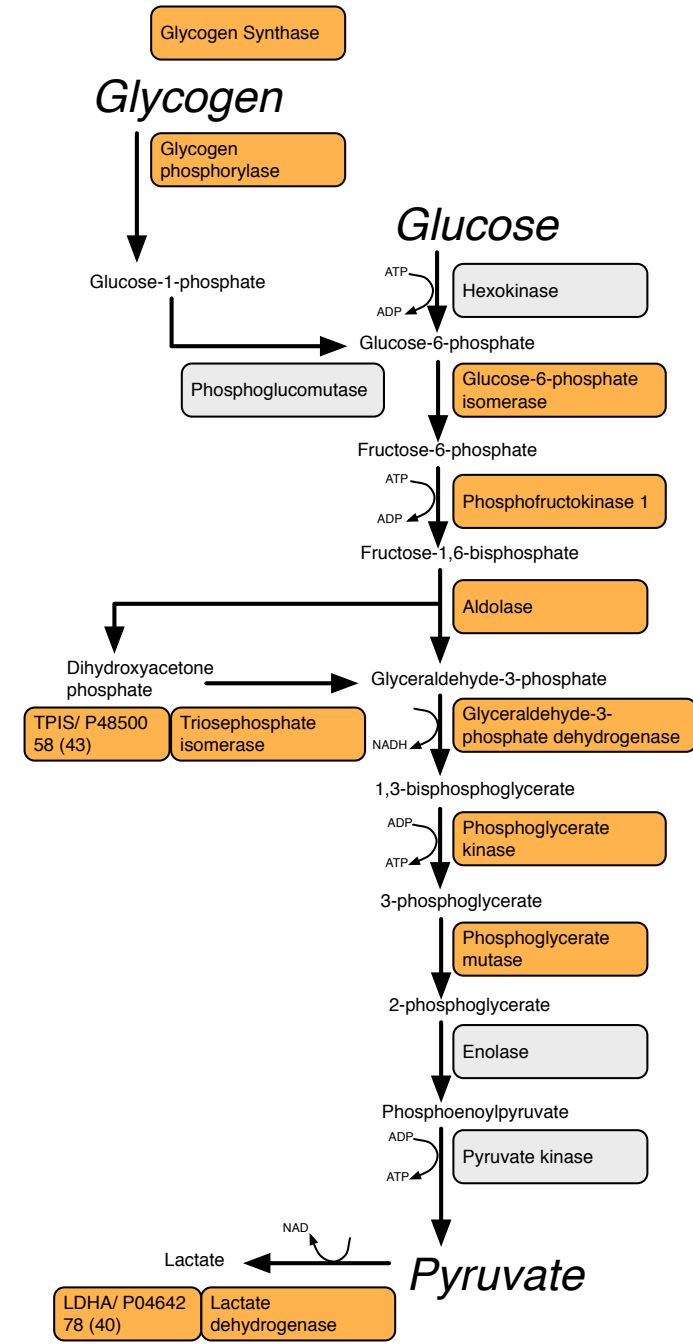 Glycogen Synthase
Glycogen
Glycogen
phosphorylase
Glucose
Glucose-1-phosphate
ATP
ADP
Hexokinase
Glucose-6-phosphate
Phosphoglucomutase
Glucose-6-phosphate
isomerase
Fructose-6-phosphate
ATP
ADP
Phosphofructokinase 1
Fructose-1,6-bisphosphate
Aldolase
Dihydroxyacetone
phosphate
Glyceraldehyde-3-phosphate
TPIS/ P48500
58 (43)
Triosephosphate
isomerase
NADH
Glyceraldehyde-3-
phosphate dehydrogenase
1,3-bisphosphoglycerate
ADP
ATP
Phosphoglycerate
kinase
3-phosphoglycerate
Phosphoglycerate
mutase
2-phosphoglycerate
Enolase
Phosphoenoylpyruvate
ADP
ATP
Pyruvate kinase
NAD
Lactate
Pyruvate
LDHA/ P04642
78 (40)
Lactate
dehydrogenase